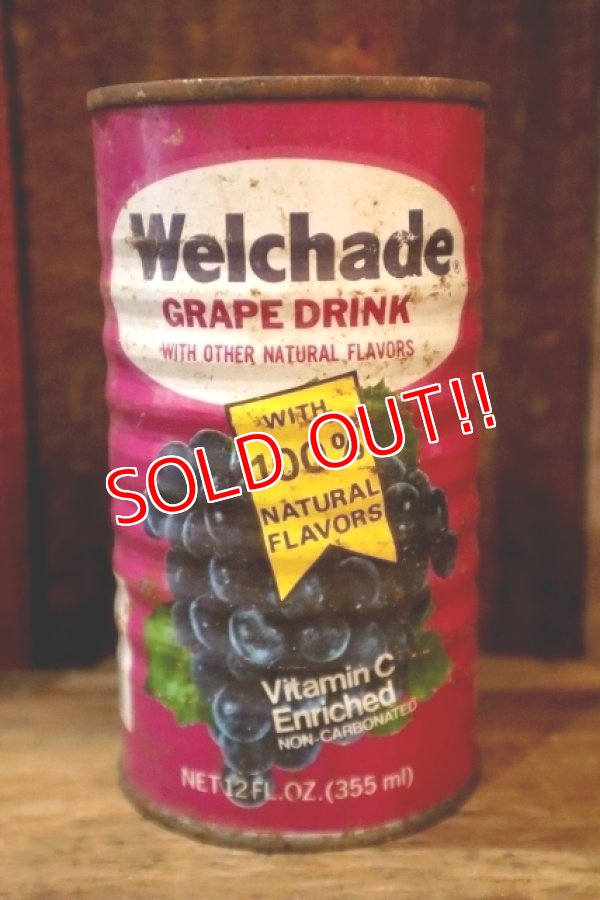 Welchade®
GRAPE DRINK
WITH OTHER NATURAL FLAVORS
WITH
100%
NATURAL
FLAVORS
SOLD OUT!!
Vitamin C
Enriched
NON-CARBONATED
NET 12 FL. OZ. (355 ml)